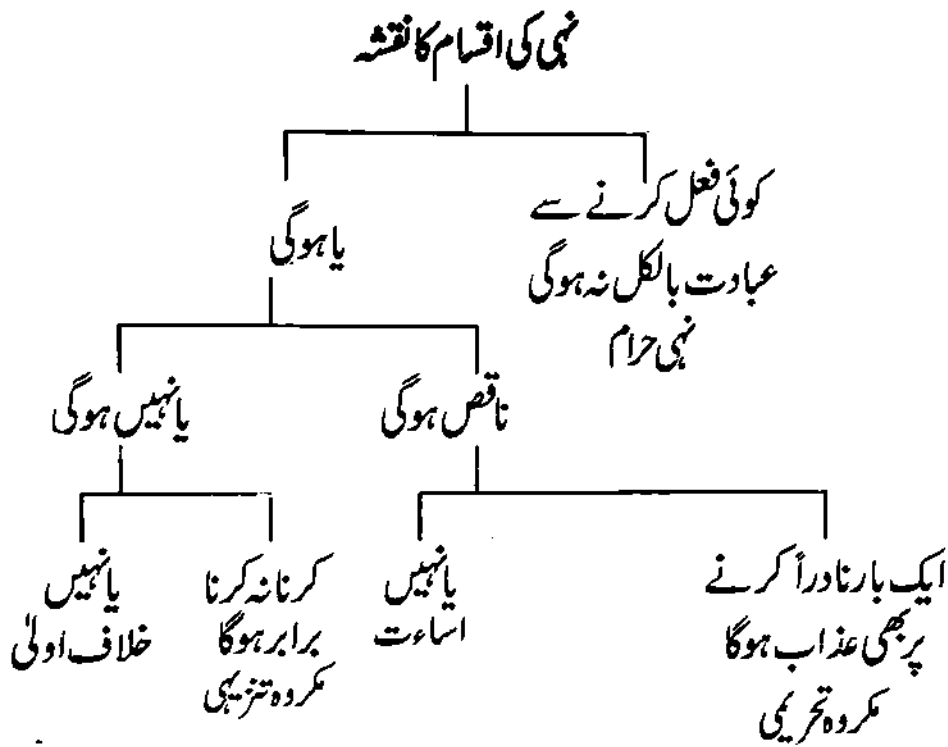 نہی کی اقسام کا نقشہ
کوئی فعل کرنے سے
عبادت بالکل نہ ہوگی
نہی حرام
یا ہوگی
ناقص ہوگی
یا نہیں ہوگی
ایک بار نادراً کرنے
پر بھی عذاب ہوگا
مکروہ تحریمی
یا نہیں
اساءت
کرنا نہ کرنا
برابر ہوگا
مکروہ تنزیہی
یا نہیں
خلاف اولیٰ